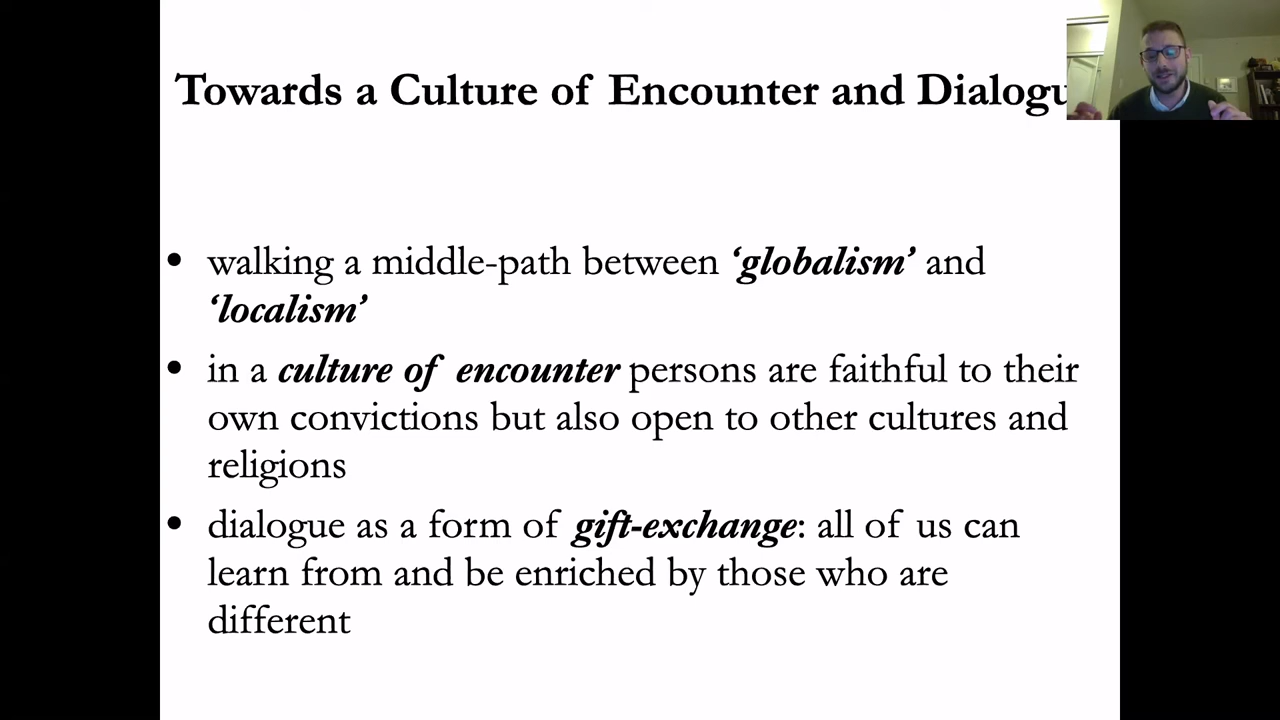 Towards a Culture of Encounter and Dialogu
• walking a middle-path between ‘globalism’ and
‘localism’
• in a culture of encounter persons are faithful to their
own convictions but also open to other cultures and
religions
• dialogue as a form of gift-exchange: all of us can
learn from and be enriched by those who are
different